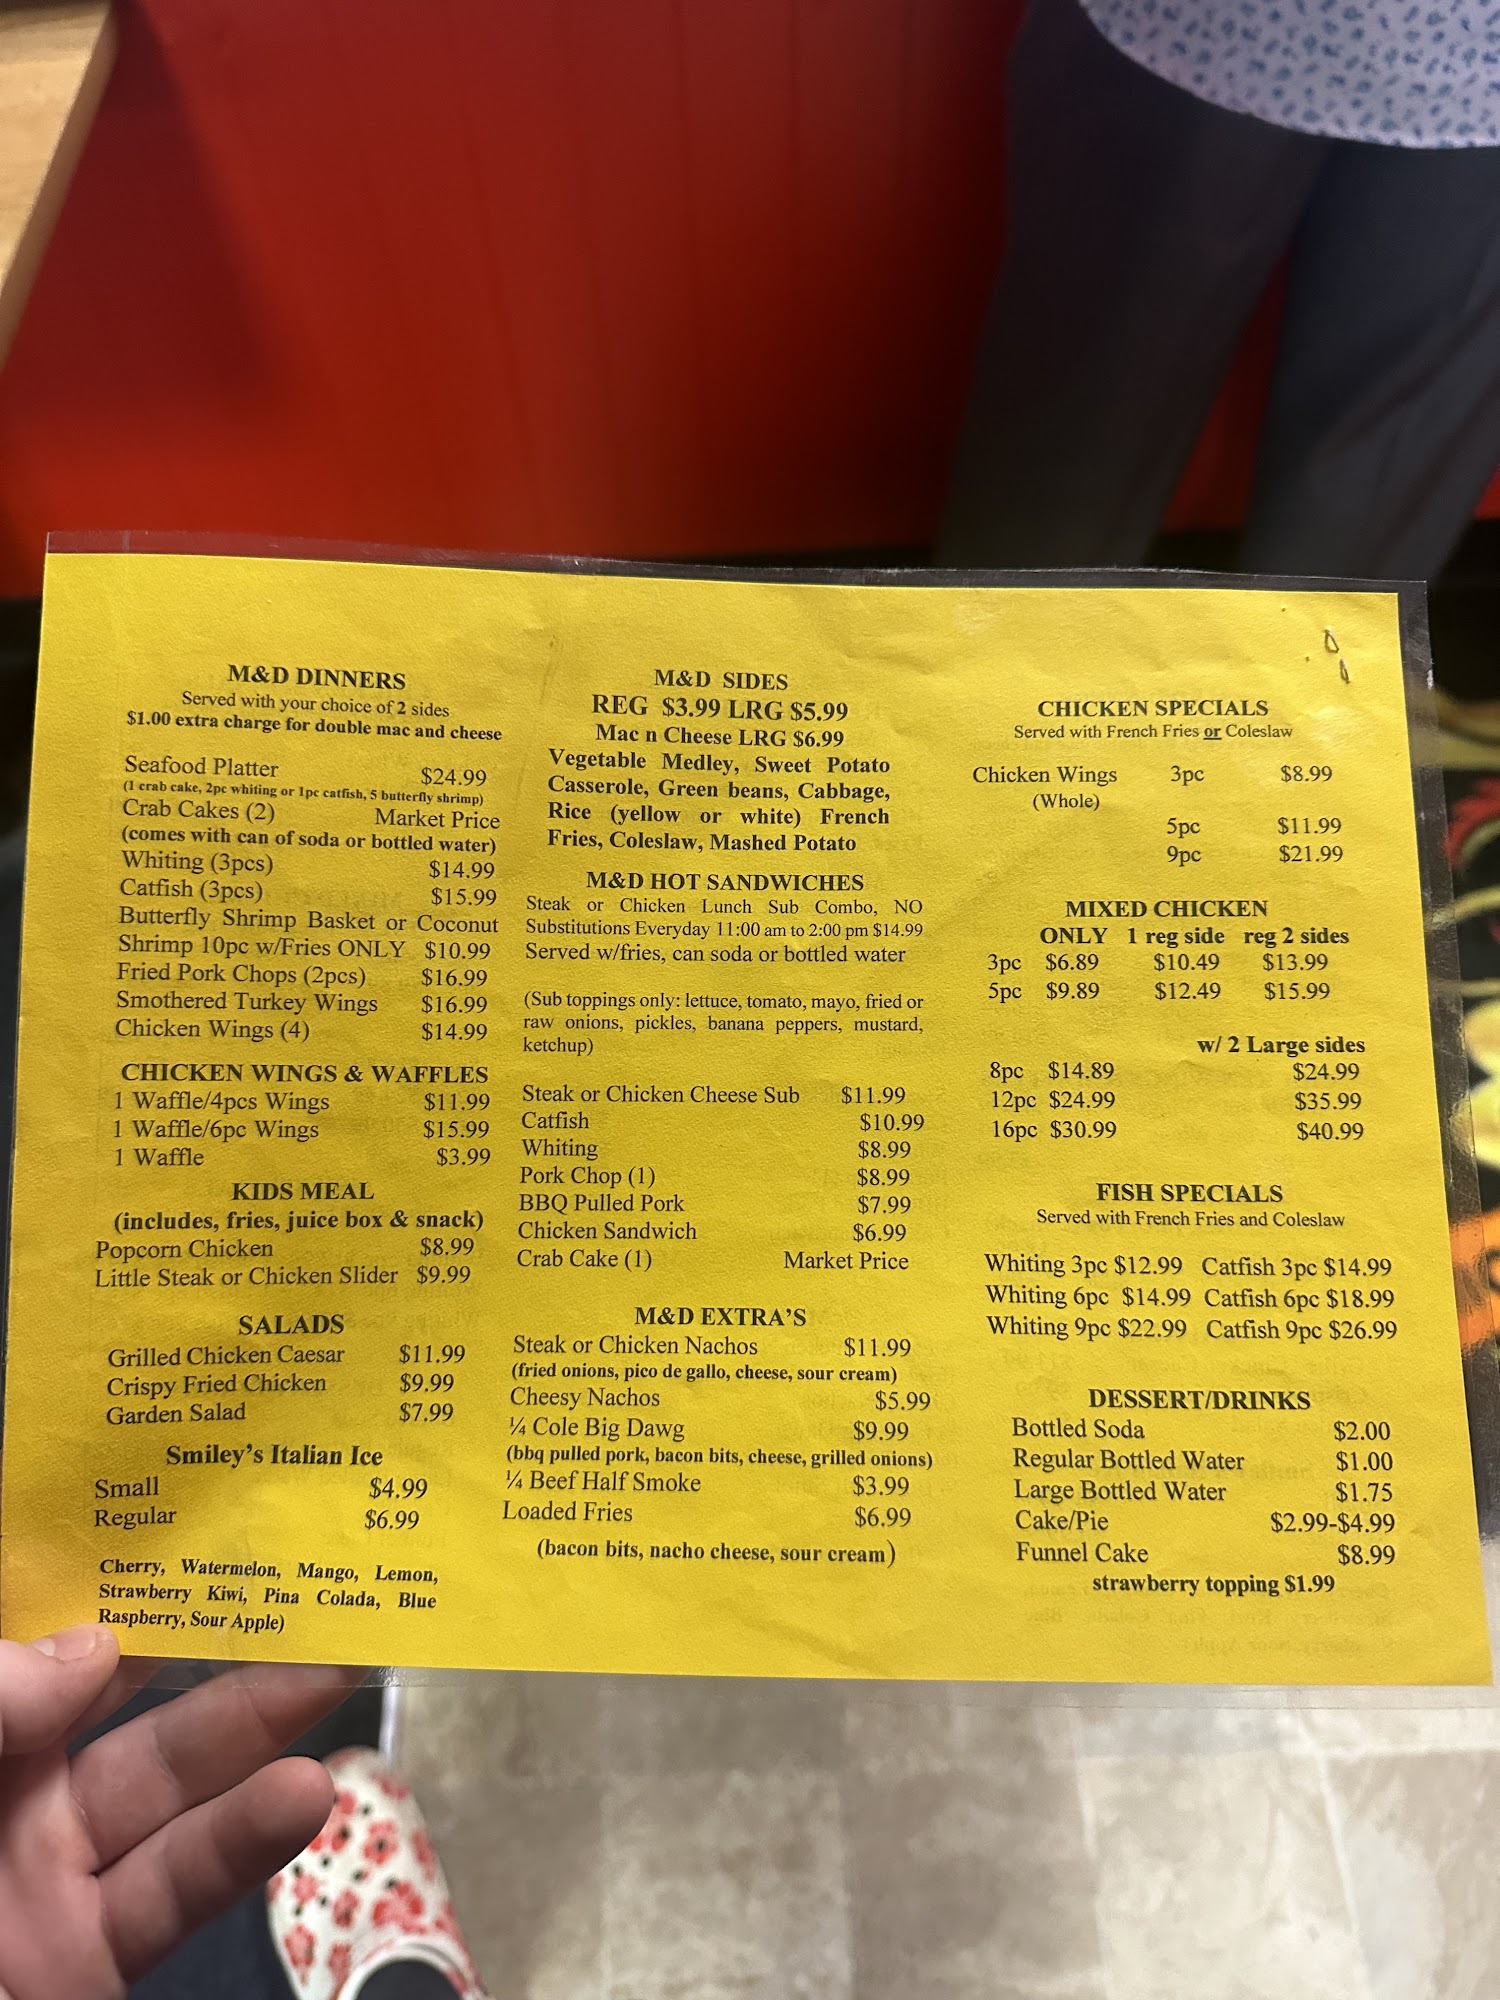 M&D DINNERS
Served with your choice of 2 sides
$1.00 extra charge for double mac and cheese
Seafood Platter $24.99
(1 crab cake, 2pc whiting or 1pc catfish, 5 butterfly shrimp)
Crab Cakes (2) Market Price
(comes with can of soda or bottled water)
Whiting (3pcs) $14.99
Catfish (3pcs) $15.99
Butterfly Shrimp Basket or Coconut
Shrimp 10pc w/Fries ONLY $10.99
Fried Pork Chops (2pcs) $16.99
Smothered Turkey Wings $16.99
Chicken Wings (4) $14.99
CHICKEN WINGS & WAFFLES
1 Waffle/4pcs Wings $11.99
1 Waffle/6pc Wings $15.99
1 Waffle $3.99
KIDS MEAL
(includes, fries, juice box & snack)
Popcorn Chicken $8.99
Little Steak or Chicken Slider $9.99
SALADS
Grilled Chicken Caesar $11.99
Crispy Fried Chicken $9.99
Garden Salad $7.99
Smiley's Italian Ice
Small $4.99
Regular $6.99
Cherry, Watermelon, Mango, Lemon,
Strawberry Kiwi, Pina Colada, Blue
Raspberry, Sour Apple)
M&D SIDES
REG $3.99 LRG $5.99
Mac n Cheese LRG $6.99
Vegetable Medley, Sweet Potato
Casserole, Green beans, Cabbage,
Rice (yellow or white) French
Fries, Coleslaw, Mashed Potato
M&D HOT SANDWICHES
Steak or Chicken Lunch Sub Combo, NO
Substitutions Everyday 11:00 am to 2:00 pm $14.99
Served w/fries, can soda or bottled water
(Sub toppings only: lettuce, tomato, mayo, fried or
raw onions, pickles, banana peppers, mustard,
ketchup)
Steak or Chicken Cheese Sub $11.99
Catfish $10.99
Whiting $8.99
Pork Chop (1) $8.99
BBQ Pulled Pork $7.99
Chicken Sandwich $6.99
Crab Cake (1) Market Price
M&D EXTRA'S
Steak or Chicken Nachos $11.99
(fried onions, pico de gallo, cheese, sour cream)
Cheesy Nachos $5.99
¼ Cole Big Dawg $9.99
(bbq pulled pork, bacon bits, cheese, grilled onions)
¼ Beef Half Smoke $3.99
Loaded Fries $6.99
(bacon bits, nacho cheese, sour cream)
CHICKEN SPECIALS
Served with French Fries or Coleslaw
Chicken Wings 3pc $8.99
(Whole)
5pc $11.99
9pc $21.99
MIXED CHICKEN
ONLY 1 reg side reg 2 sides
3pc $6.89 $10.49 $13.99
5pc $9.89 $12.49 $15.99
w/ 2 Large sides
8pc $14.89 $24.99
12pc $24.99 $35.99
16pc $30.99 $40.99
FISH SPECIALS
Served with French Fries and Coleslaw
Whiting 3pc $12.99 Catfish 3pc $14.99
Whiting 6pc $14.99 Catfish 6pc $18.99
Whiting 9pc $22.99 Catfish 9pc $26.99
DESSERT/DRINKS
Bottled Soda $2.00
Regular Bottled Water $1.00
Large Bottled Water $1.75
Cake/Pie $2.99-$4.99
Funnel Cake $8.99
strawberry topping $1.99